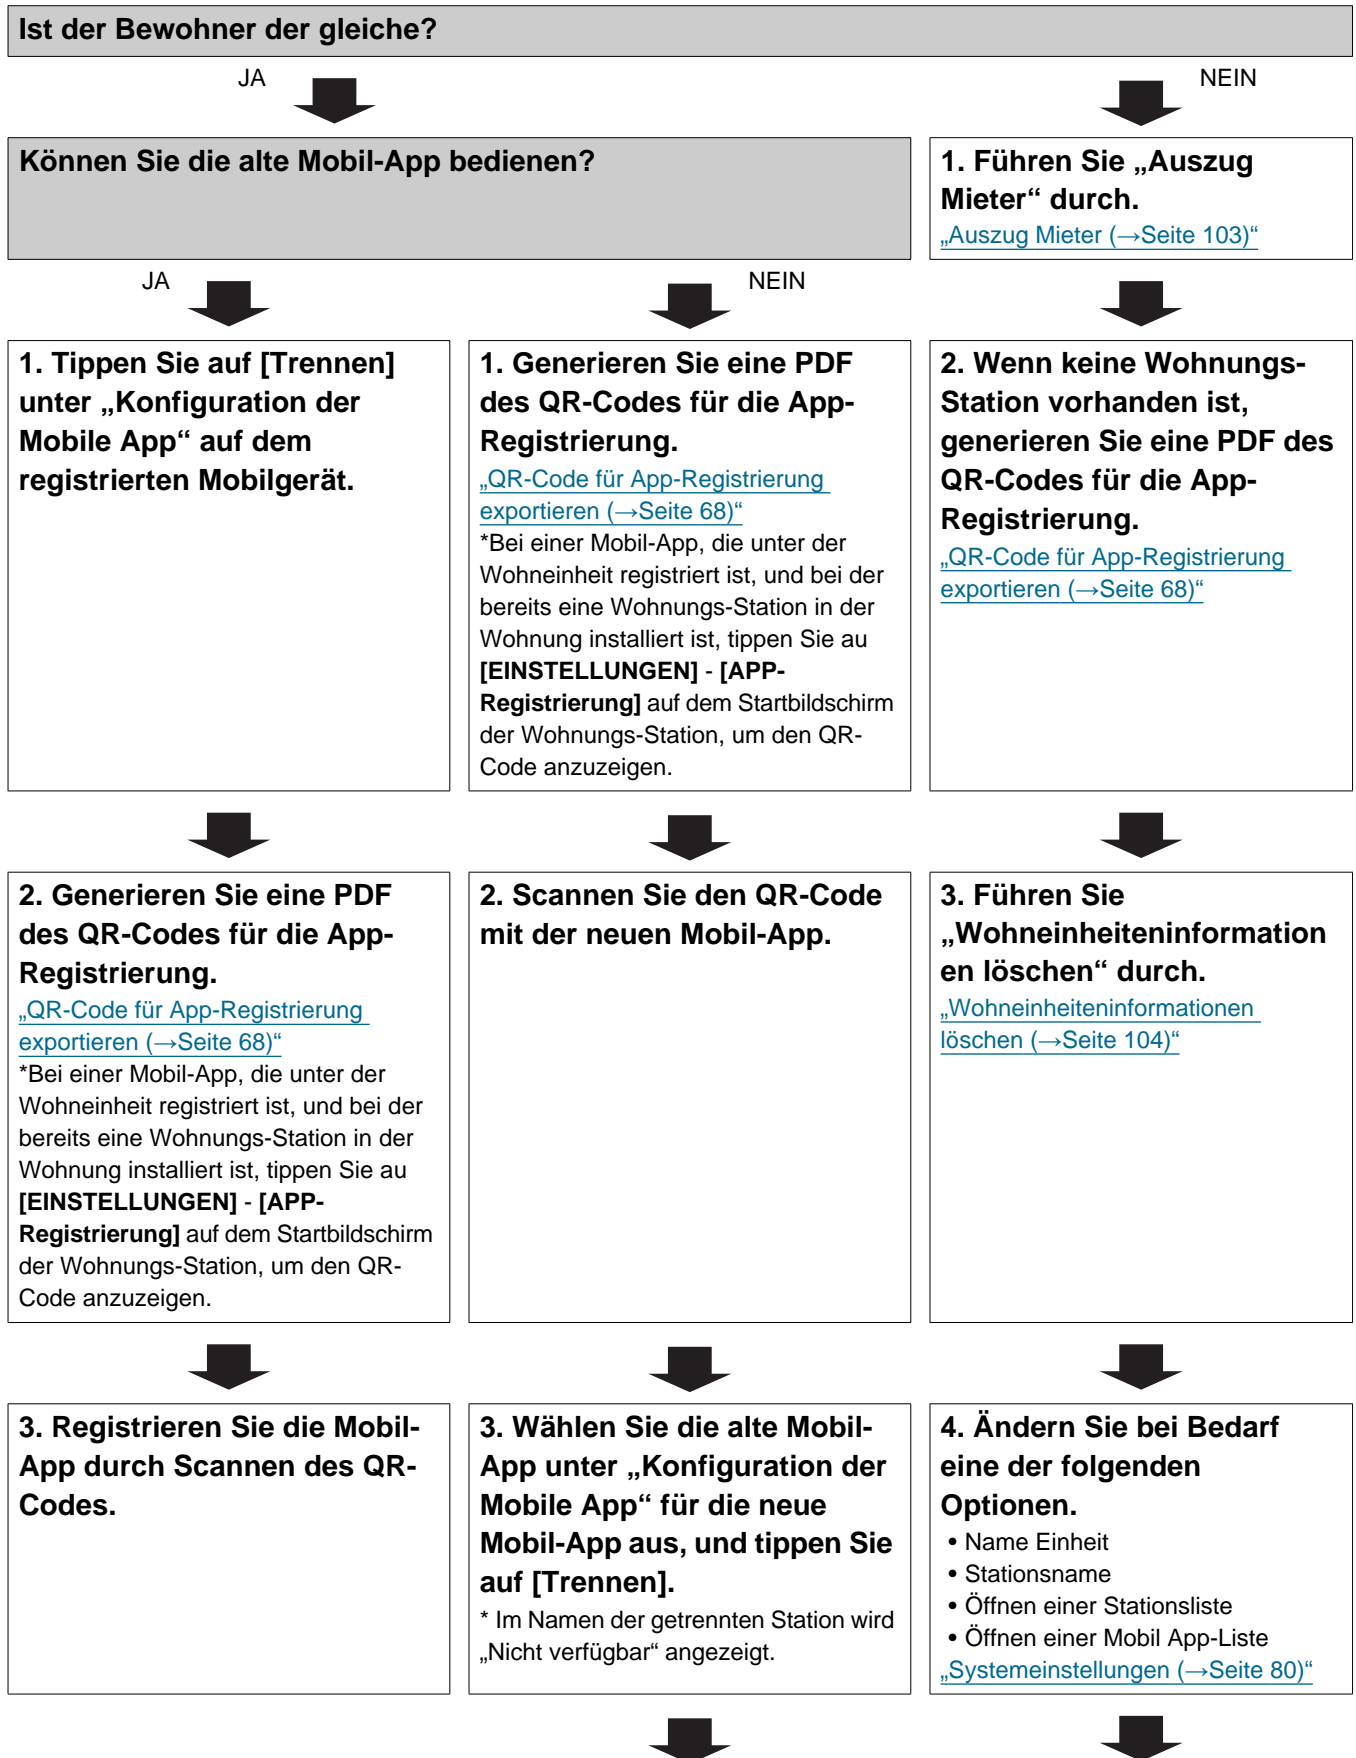 Ist der Bewohner der gleiche?
JA
NEIN
Können Sie die alte Mobil-App bedienen?
1. Führen Sie „Auszug
Mieter“ durch.
„Auszug Mieter (→Seite 103)“
JA
NEIN
1. Tippen Sie auf [Trennen]
unter „Konfiguration der
Mobile App“ auf dem
registrierten Mobilgerät.
1. Generieren Sie eine PDF
des QR-Codes für die App-
Registrierung.
„QR-Code für App-Registrierung
exportieren (→Seite 68)“
*Bei einer Mobil-App, die unter der
Wohneinheit registriert ist, und bei der
bereits eine Wohnungs-Station in der
Wohnung installiert ist, tippen Sie au
[EINSTELLUNGEN] - [APP-
Registrierung] auf dem Startbildschirm
der Wohnungs-Station, um den QR-
Code anzuzeigen.
2. Wenn keine Wohnungs-
Station vorhanden ist,
generieren Sie eine PDF des
QR-Codes für die App-
Registrierung.
„QR-Code für App-Registrierung
exportieren (→Seite 68)“
2. Generieren Sie eine PDF
des QR-Codes für die App-
Registrierung.
„QR-Code für App-Registrierung
exportieren (→Seite 68)“
*Bei einer Mobil-App, die unter der
Wohneinheit registriert ist, und bei der
bereits eine Wohnungs-Station in der
Wohnung installiert ist, tippen Sie au
[EINSTELLUNGEN] - [APP-
Registrierung] auf dem Startbildschirm
der Wohnungs-Station, um den QR-
Code anzuzeigen.
2. Scannen Sie den QR-Code
mit der neuen Mobil-App.
3. Führen Sie
„Wohneinheiteninformation
en löschen“ durch.
„Wohneinheiteninformationen
löschen (→Seite 104)“
3. Registrieren Sie die Mobil-
App durch Scannen des QR-
Codes.
3. Wählen Sie die alte Mobil-
App unter „Konfiguration der
Mobile App“ für die neue
Mobil-App aus, und tippen Sie
auf [Trennen].
* Im Namen der getrennten Station wird
„Nicht verfügbar“ angezeigt.
4. Ändern Sie bei Bedarf
eine der folgenden
Optionen.
• Name Einheit
• Stationsname
• Öffnen einer Stationsliste
• Öffnen einer Mobil App-Liste
„Systemeinstellungen (→Seite 80)“